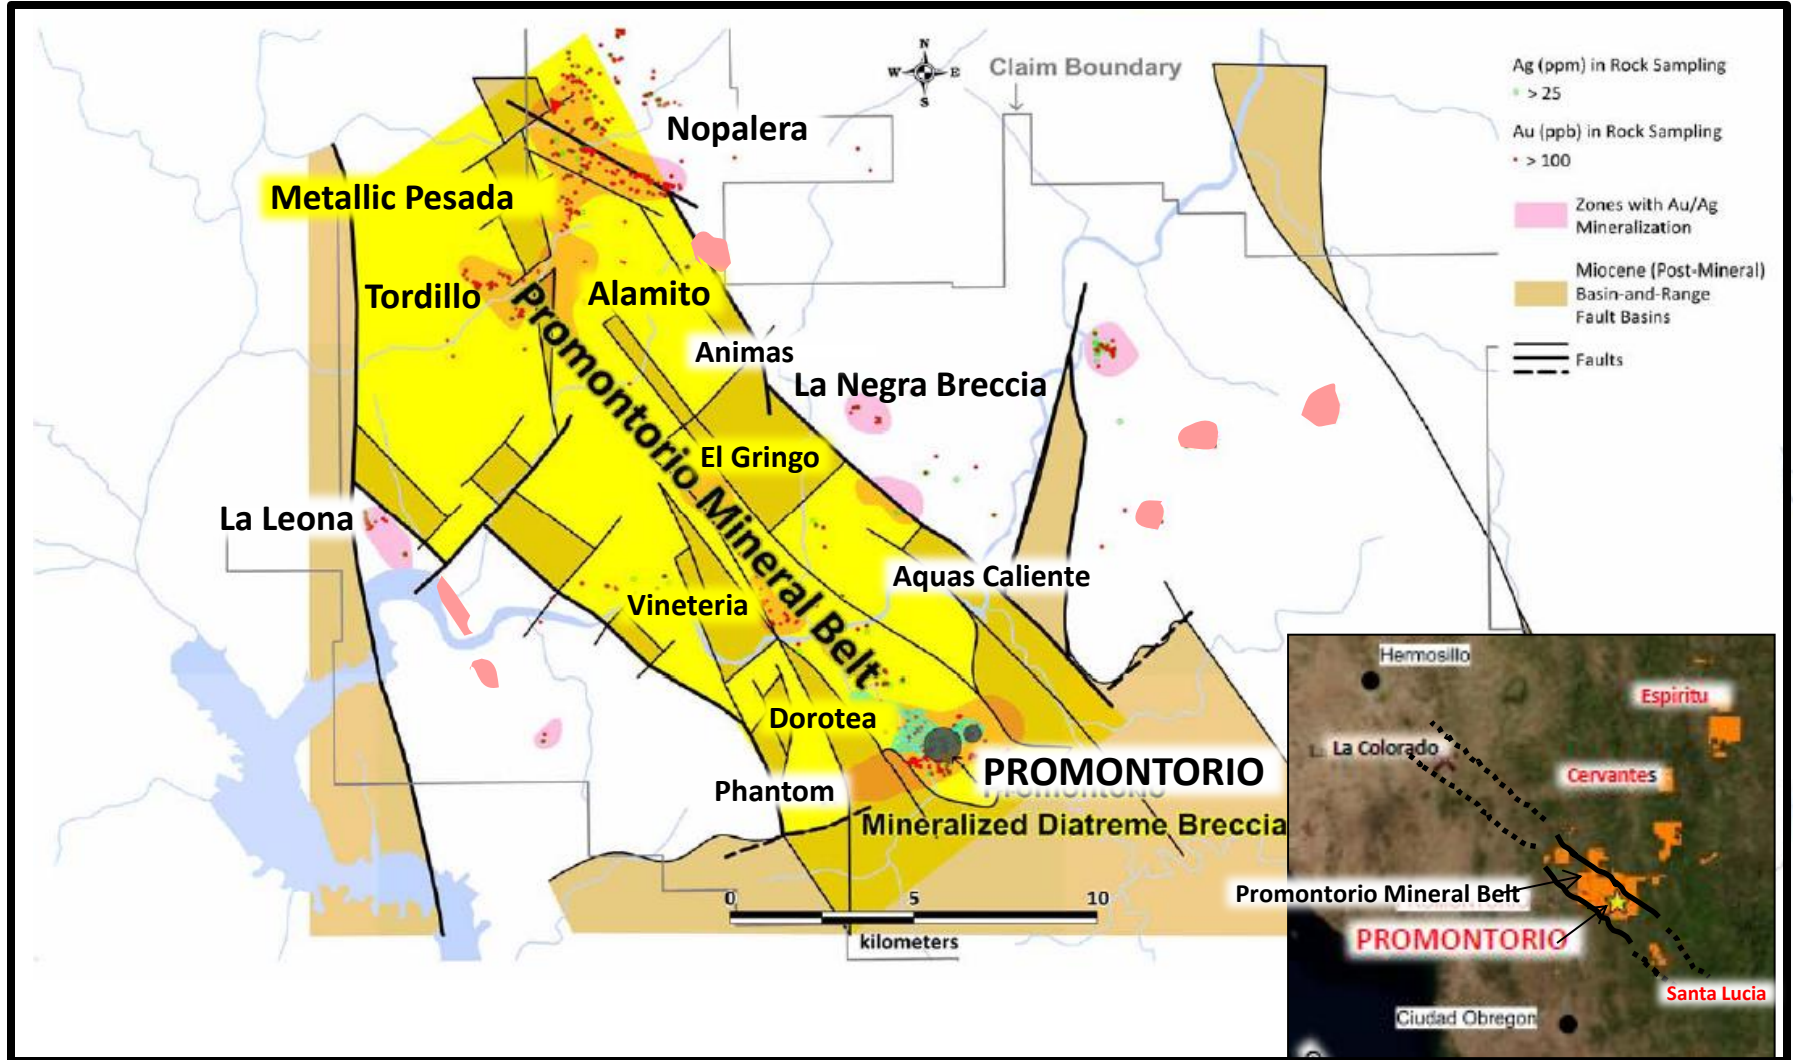 N
W
E
S
Claim Boundary
Ag (ppm) in Rock Sampling
> 25
Au (ppb) in Rock Sampling
> 100
Zones with Au/Ag
Mineralization
Miocene (Post-Mineral)
Basin-and-Range
Fault Basins
Faults
Nopalera
Metallic Pesada
Tordillo
Alamito
Animas
La Negra Breccia
Promontorio Mineral Belt
El Gringo
La Leona
Aquas Caliente
Vineteria
Dorotea
Phantom
PROMONTORIO
Mineralized Diatreme Breccia
0
5
10
kilometers
Hermosillo
Espiritu
La Colorado
Cervantes
Promontorio Mineral Belt
PROMONTORIO
Santa Lucia
Ciudad Obregon